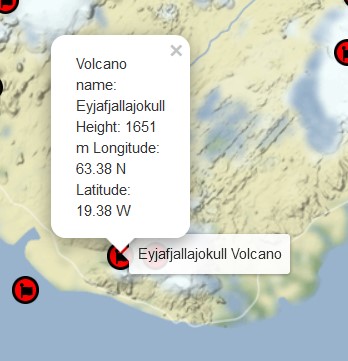 ×
Volcano
name:
Eyjafjallajokull
Height: 1651
m Longitude:
63.38 N
Latitude:
19.38 W
Eyjafjallajokull Volcano